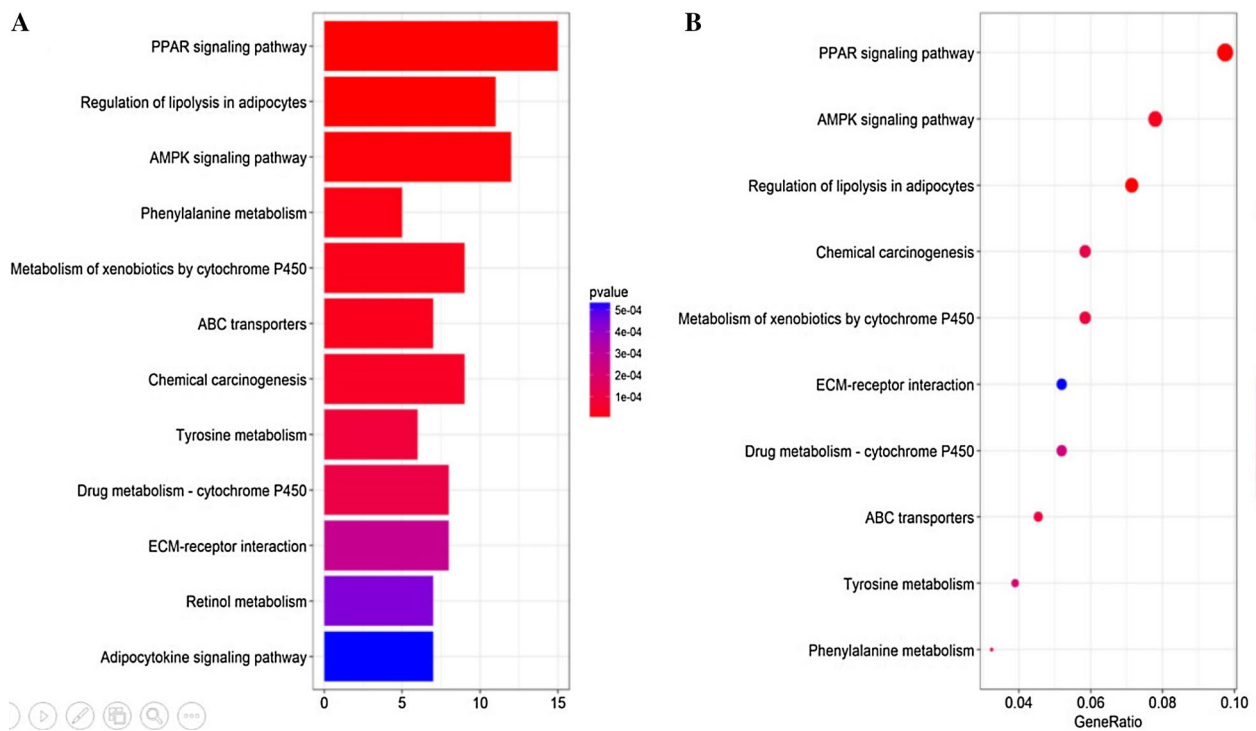 A
PPAR signaling pathway
Regulation of lipolysis in adipocytes
AMPK signaling pathway
Phenylalanine metabolism
Metabolism of xenobiotics by cytochrome P450
ABC transporters
Chemical carcinogenesis
Tyrosine metabolism
Drug metabolism - cytochrome P450
ECM-receptor interaction
Retinol metabolism
Adipocytokine signaling pathway
0 5 10 15
pvalue
5e-04
4e-04
3e-04
2e-04
1e-04
B
PPAR signaling pathway
AMPK signaling pathway
Regulation of lipolysis in adipocytes
Chemical carcinogenesis
Metabolism of xenobiotics by cytochrome P450
ECM-receptor interaction
Drug metabolism - cytochrome P450
ABC transporters
Tyrosine metabolism
Phenylalanine metabolism
0.04 0.06 0.08 0.10
GeneRatio